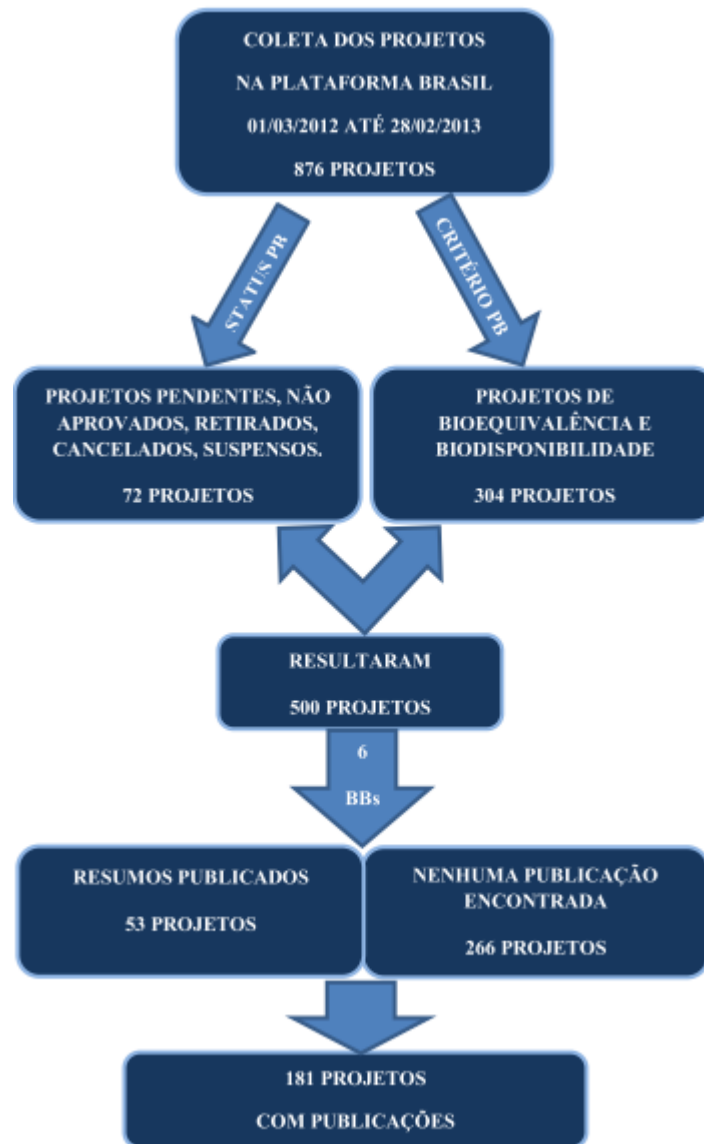 COLETA DOS PROJETOS
NA PLATAFORMA BRASIL
01/03/2012 ATÉ 28/02/2013
876 PROJETOS
STATUS PB
CRITÉRIO PB
PROJETOS PENDENTES, NÃO
APROVADOS, RETIRADOS,
CANCELADOS, SUSPENSOS.
72 PROJETOS
PROJETOS DE
BIOEQUIVALÊNCIA E
BIODISPONIBILIDADE
304 PROJETOS
RESULTARAM
500 PROJETOS
6
BBs
RESUMOS PUBLICADOS
53 PROJETOS
NENHUMA PUBLICAÇÃO
ENCONTRADA
266 PROJETOS
181 PROJETOS
COM PUBLICAÇÕES